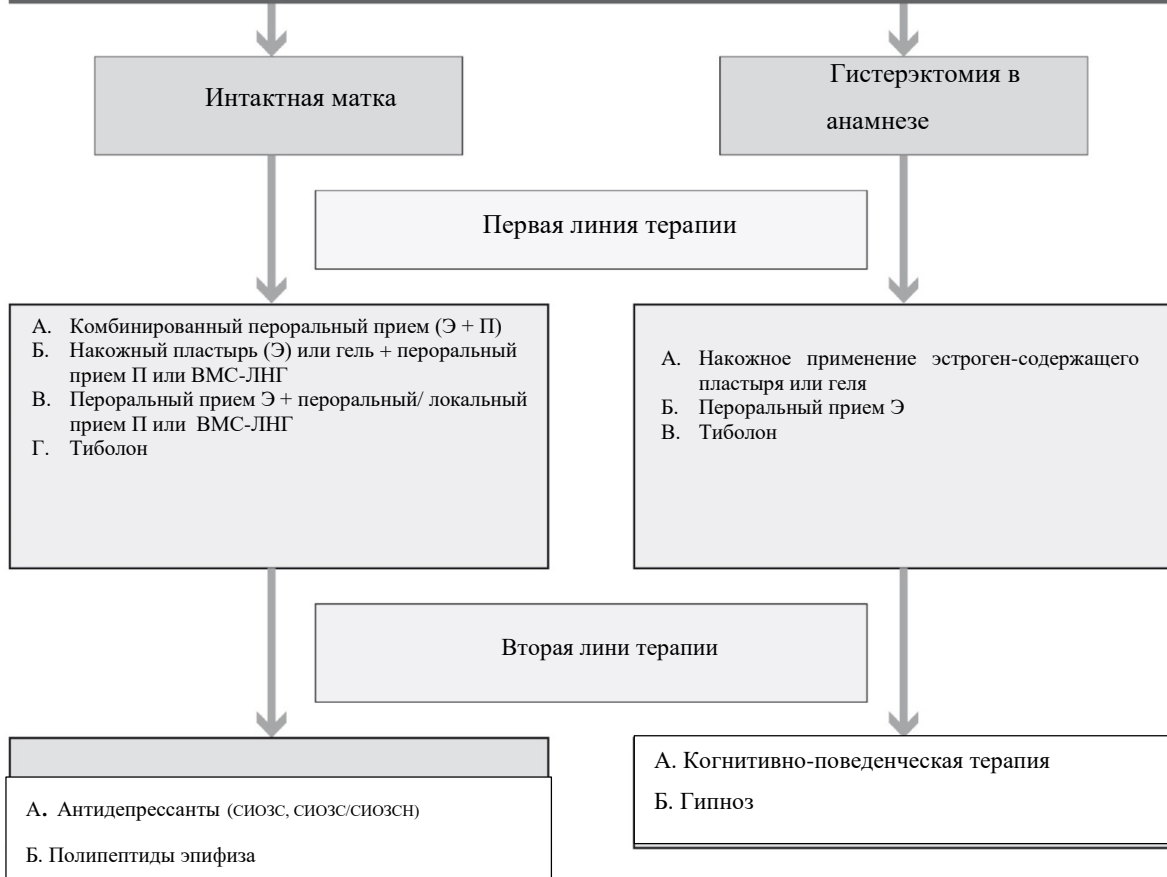 Интактная матка
Гистерэктомия в
анамнезе
Первая линия терапии
А. Комбинированный пероральный прием (Э + П)
Б. Накожный пластырь (Э) или гель + пероральный
прием П или ВМС-ЛНГ
В. Пероральный прием Э + пероральный/ локальный
прием П или ВМС-ЛНГ
Г. Тиболон
А. Накожное применение эстроген-содержащего
пластыря или геля
Б. Пероральный прием Э
В. Тиболон
Вторая лини терапии
А. Антидепрессанты (СИОЗС, СИОЗС/СИОЗСН)
Б. Полипептиды эпифиза
А. Когнитивно-поведенческая терапия
Б. Гипноз